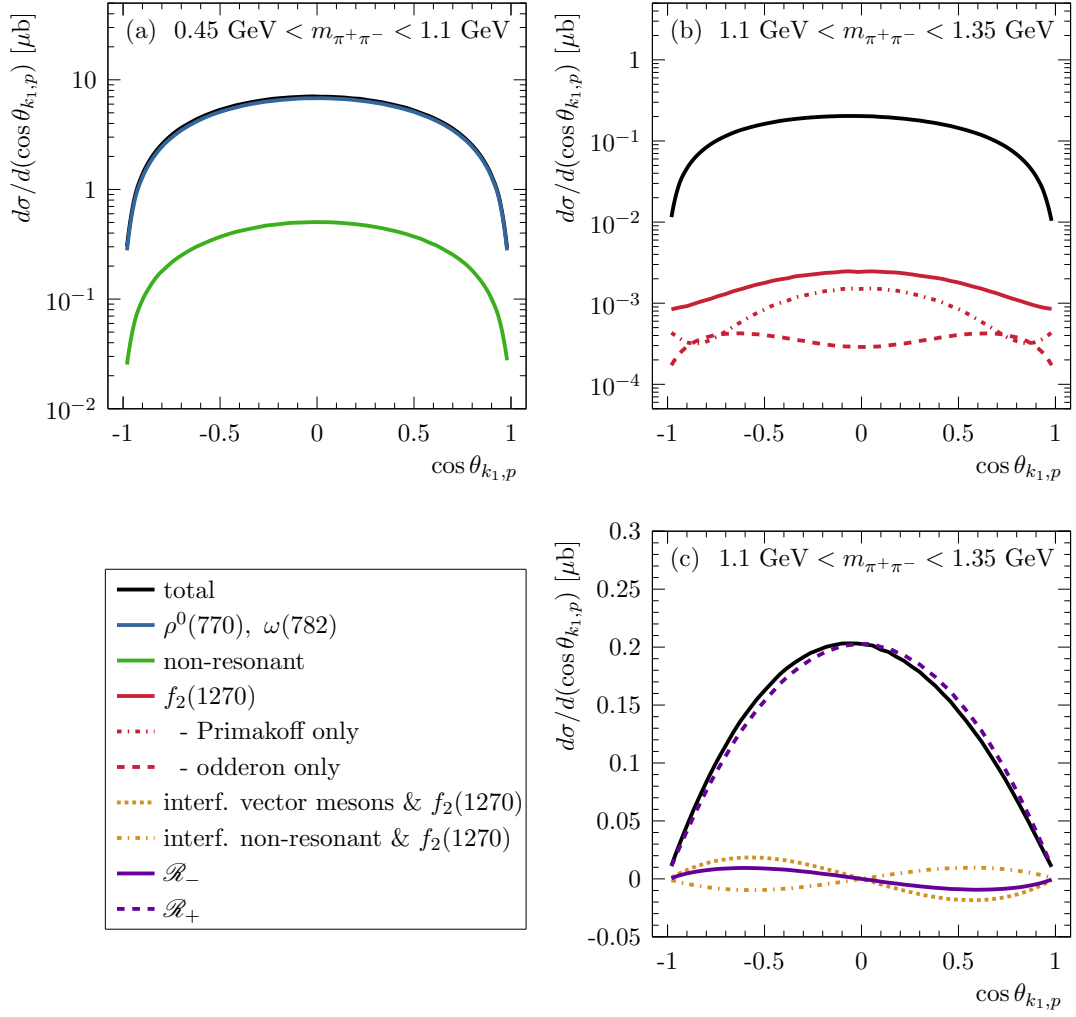 (a) 0.45 GeV < m_{π⁺π⁻} < 1.1 GeV
dσ/d(cos θ_{k₁,p}) [μb]
10
1
10⁻¹
10⁻²
-1 -0.5 0 0.5 1
cos θ_{k₁,p}
(b) 1.1 GeV < m_{π⁺π⁻} < 1.35 GeV
dσ/d(cos θ_{k₁,p}) [μb]
1
10⁻¹
10⁻²
10⁻³
10⁻⁴
-1 -0.5 0 0.5 1
cos θ_{k₁,p}
total
ρ⁰(770), ω(782)
non-resonant
f₂(1270)
- Primakoff only
- odderon only
interf. vector mesons & f₂(1270)
interf. non-resonant & f₂(1270)
ℛ₋
ℛ₊
(c) 1.1 GeV < m_{π⁺π⁻} < 1.35 GeV
dσ/d(cos θ_{k₁,p}) [μb]
0.3
0.25
0.2
0.15
0.1
0.05
0
-0.05
-1 -0.5 0 0.5 1
cos θ_{k₁,p}